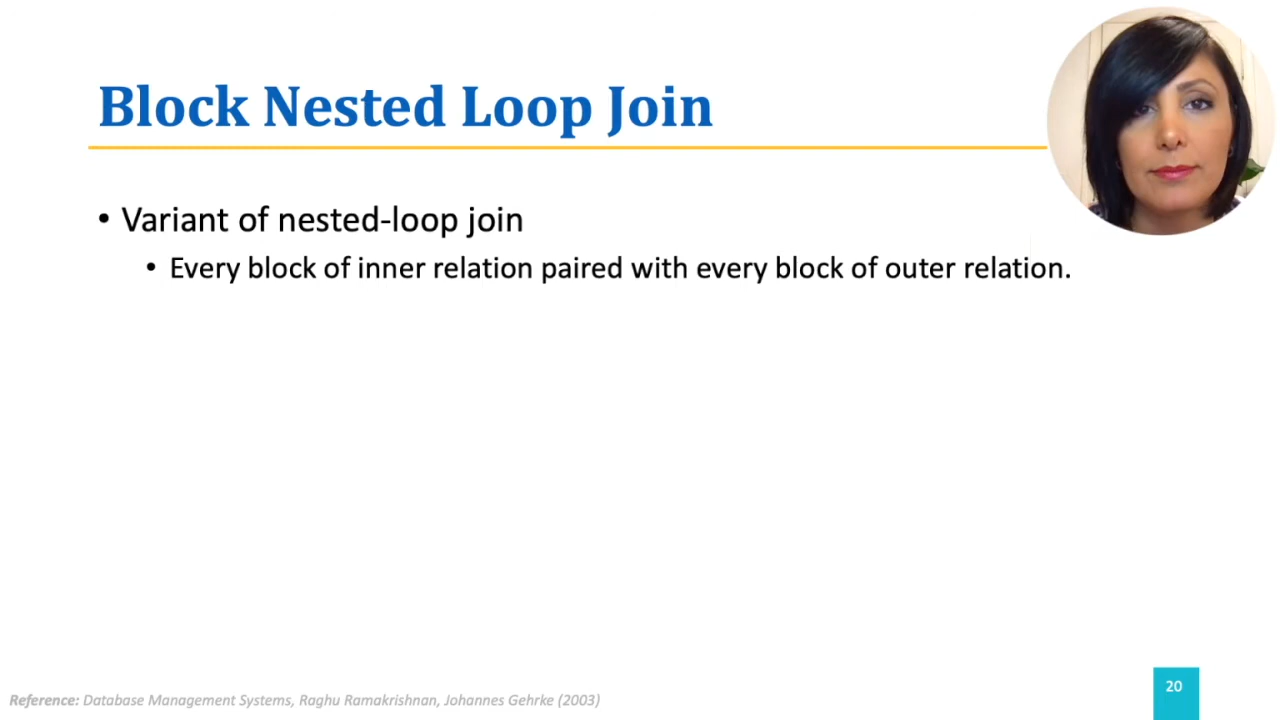 Block Nested Loop Join
• Variant of nested-loop join
• Every block of inner relation paired with every block of outer relation.
Reference: Database Management Systems, Raghu Ramakrishnan, Johannes Gehrke (2003)
20